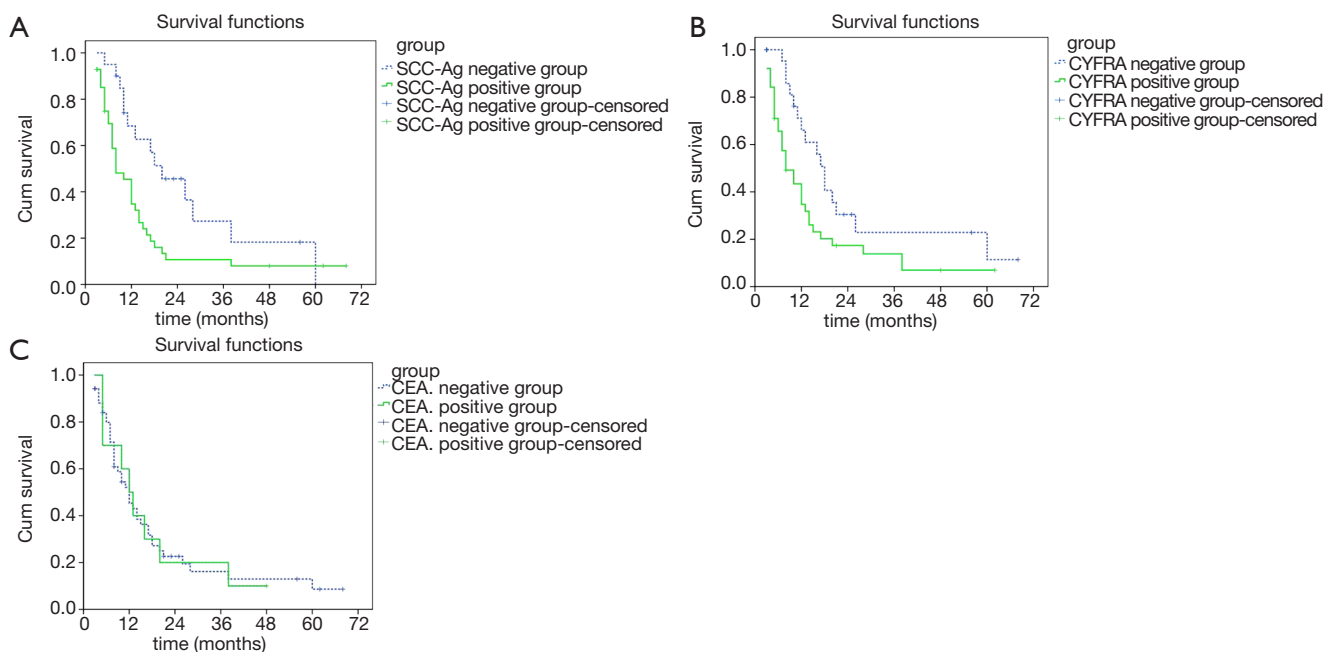 A
Survival functions
Cum survival
1.0
0.8
0.6
0.4
0.2
0.0
0 12 24 36 48 60 72
time (months)
group
SCC-Ag negative group
SCC-Ag positive group
SCC-Ag negative group-censored
SCC-Ag positive group-censored
B
Survival functions
Cum survival
1.0
0.8
0.6
0.4
0.2
0.0
0 12 24 36 48 60 72
time (months)
group
CYFRA negative group
CYFRA positive group
CYFRA negative group-censored
CYFRA positive group-censored
C
Survival functions
Cum survival
1.0
0.8
0.6
0.4
0.2
0.0
0 12 24 36 48 60 72
time (months)
group
CEA. negative group
CEA. positive group
CEA. negative group-censored
CEA. positive group-censored